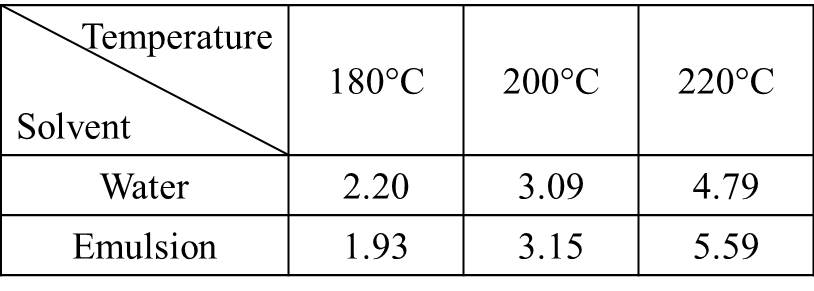 Temperature
Solvent
180°C 200°C 220°C
Water 2.20 3.09 4.79
Emulsion 1.93 3.15 5.59